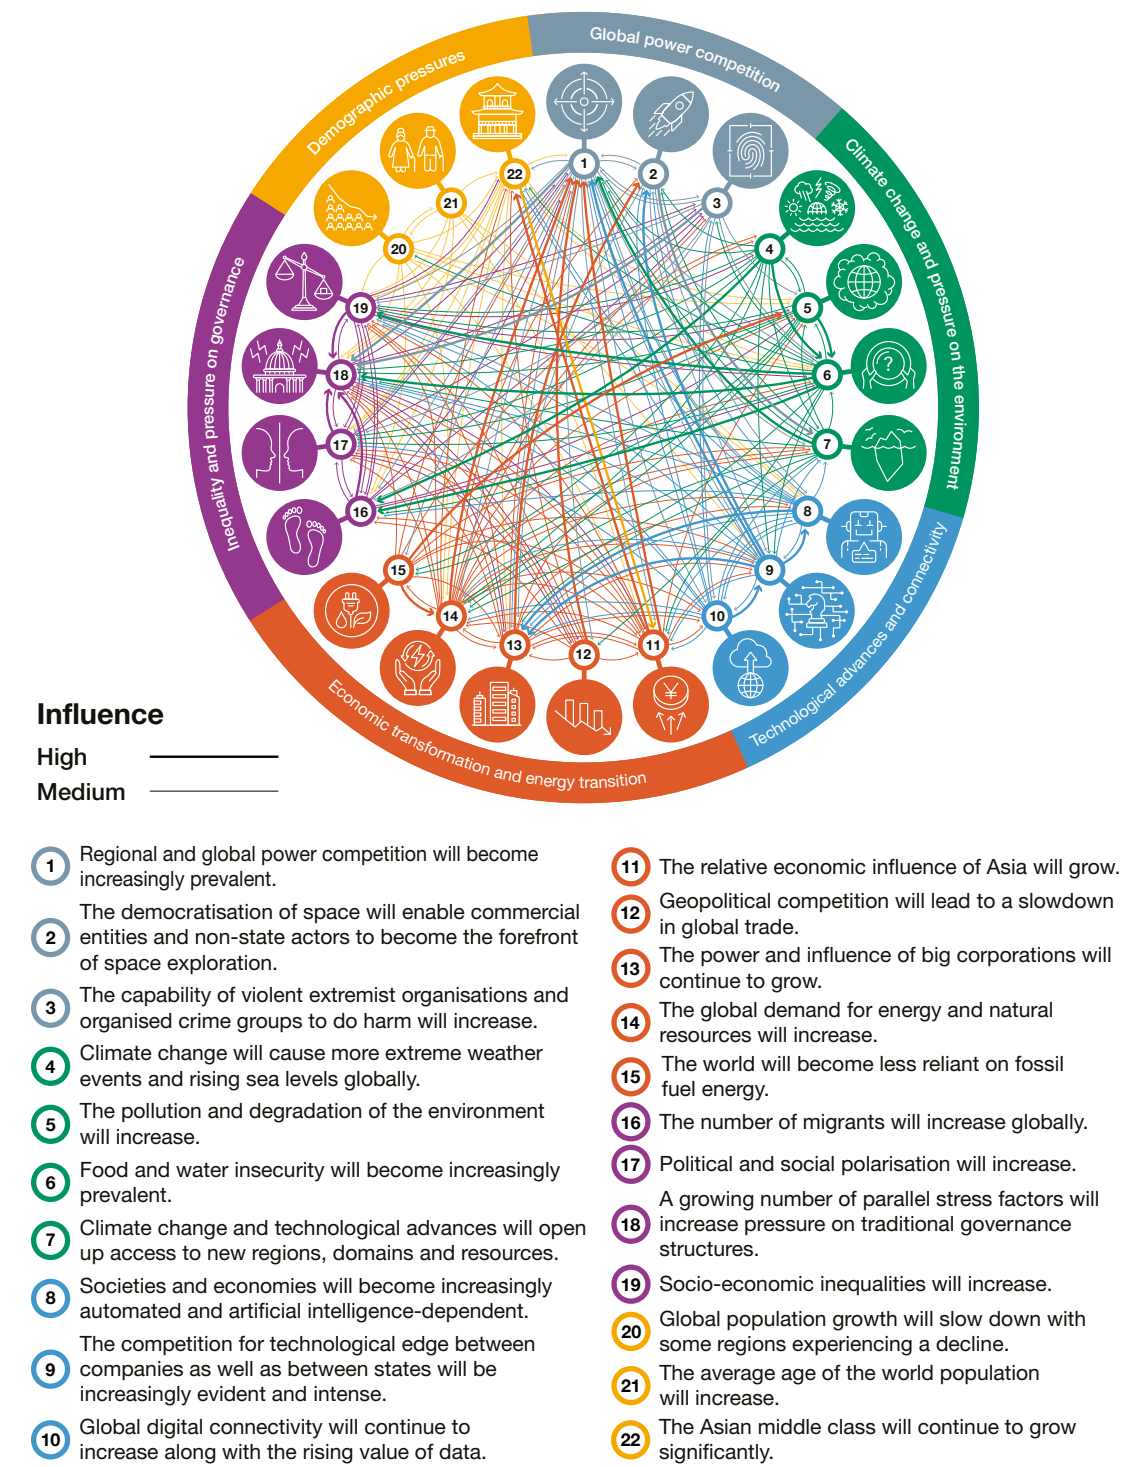 Global power competition
Climate change and pressure on the environment
Technological advances and connectivity
Economic transformation and energy transition
Inequality and pressure on governance
Demographic pressures
1
2
3
4
5
6
?
7
8
9
10
11
¥
12
13
14
15
16
17
18
19
20
21
22
Influence
High
Medium
1 Regional and global power competition will become
increasingly prevalent.
2 The democratisation of space will enable commercial
entities and non-state actors to become the forefront
of space exploration.
3 The capability of violent extremist organisations and
organised crime groups to do harm will increase.
4 Climate change will cause more extreme weather
events and rising sea levels globally.
5 The pollution and degradation of the environment
will increase.
6 Food and water insecurity will become increasingly
prevalent.
7 Climate change and technological advances will open
up access to new regions, domains and resources.
8 Societies and economies will become increasingly
automated and artificial intelligence-dependent.
9 The competition for technological edge between
companies as well as between states will be
increasingly evident and intense.
10 Global digital connectivity will continue to
increase along with the rising value of data.
11 The relative economic influence of Asia will grow.
12 Geopolitical competition will lead to a slowdown
in global trade.
13 The power and influence of big corporations will
continue to grow.
14 The global demand for energy and natural
resources will increase.
15 The world will become less reliant on fossil
fuel energy.
16 The number of migrants will increase globally.
17 Political and social polarisation will increase.
18 A growing number of parallel stress factors will
increase pressure on traditional governance
structures.
19 Socio-economic inequalities will increase.
20 Global population growth will slow down with
some regions experiencing a decline.
21 The average age of the world population
will increase.
22 The Asian middle class will continue to grow
significantly.